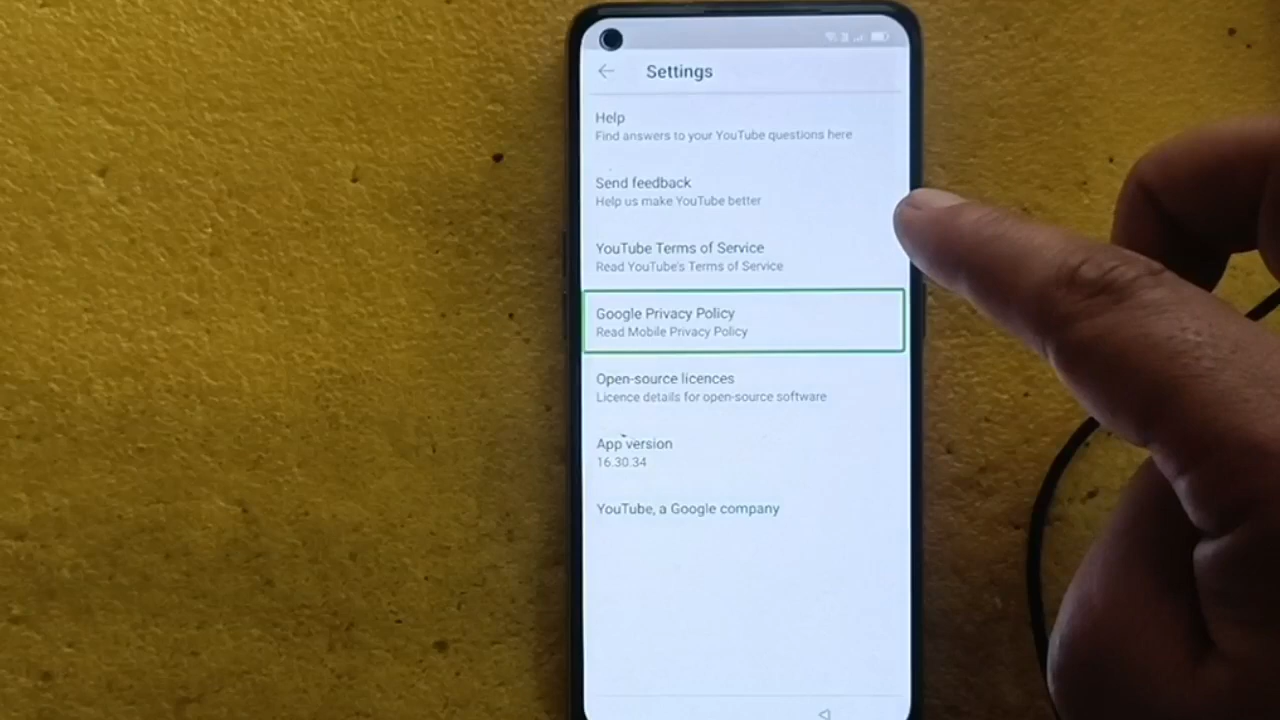 Settings
Help
Find answers to your YouTube questions here
Send feedback
Help us make YouTube better
YouTube Terms of Service
Read YouTube's Terms of Service
Google Privacy Policy
Read Mobile Privacy Policy
Open-source licences
Licence details for open-source software
App version
16.30.34
YouTube, a Google company